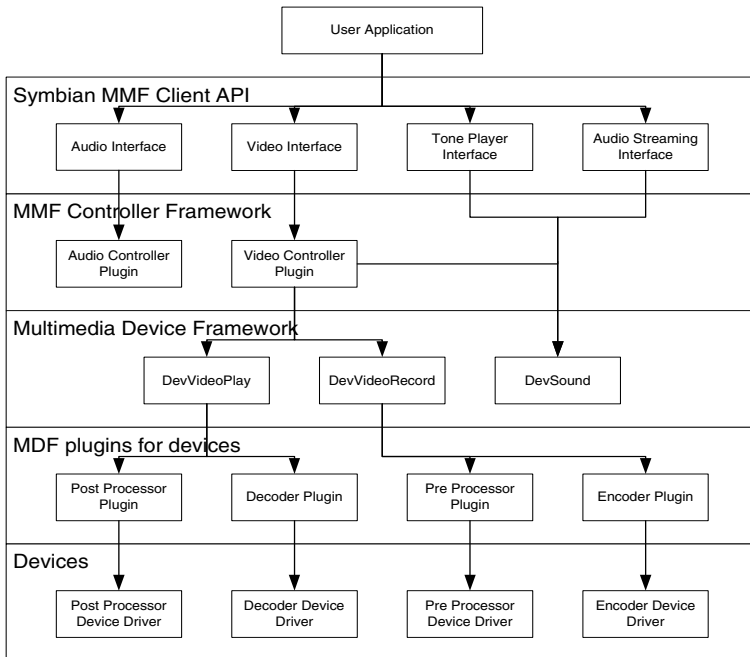 User Application
Symbian MMF Client API
Audio Interface
Video Interface
Tone Player
Interface
Audio Streaming
Interface
MMF Controller Framework
Audio Controller
Plugin
Video Controller
Plugin
Multimedia Device Framework
DevVideoPlay
DevVideoRecord
DevSound
MDF plugins for devices
Post Processor
Plugin
Decoder Plugin
Pre Processor
Plugin
Encoder Plugin
Devices
Post Processor
Device Driver
Decoder Device
Driver
Pre Processor
Device Driver
Encoder Device
Driver